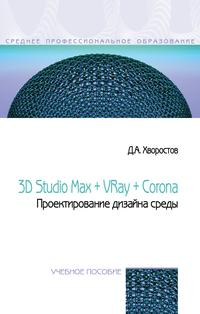 СРЕДНЕЕ ПРОФЕССИОНАЛЬНОЕ ОБРАЗОВАНИЕ
Д.А. Хворостов
3D Studio Max + VRay + Corona
Проектирование дизайна среды
УЧЕБНОЕ ПОСОБИЕ